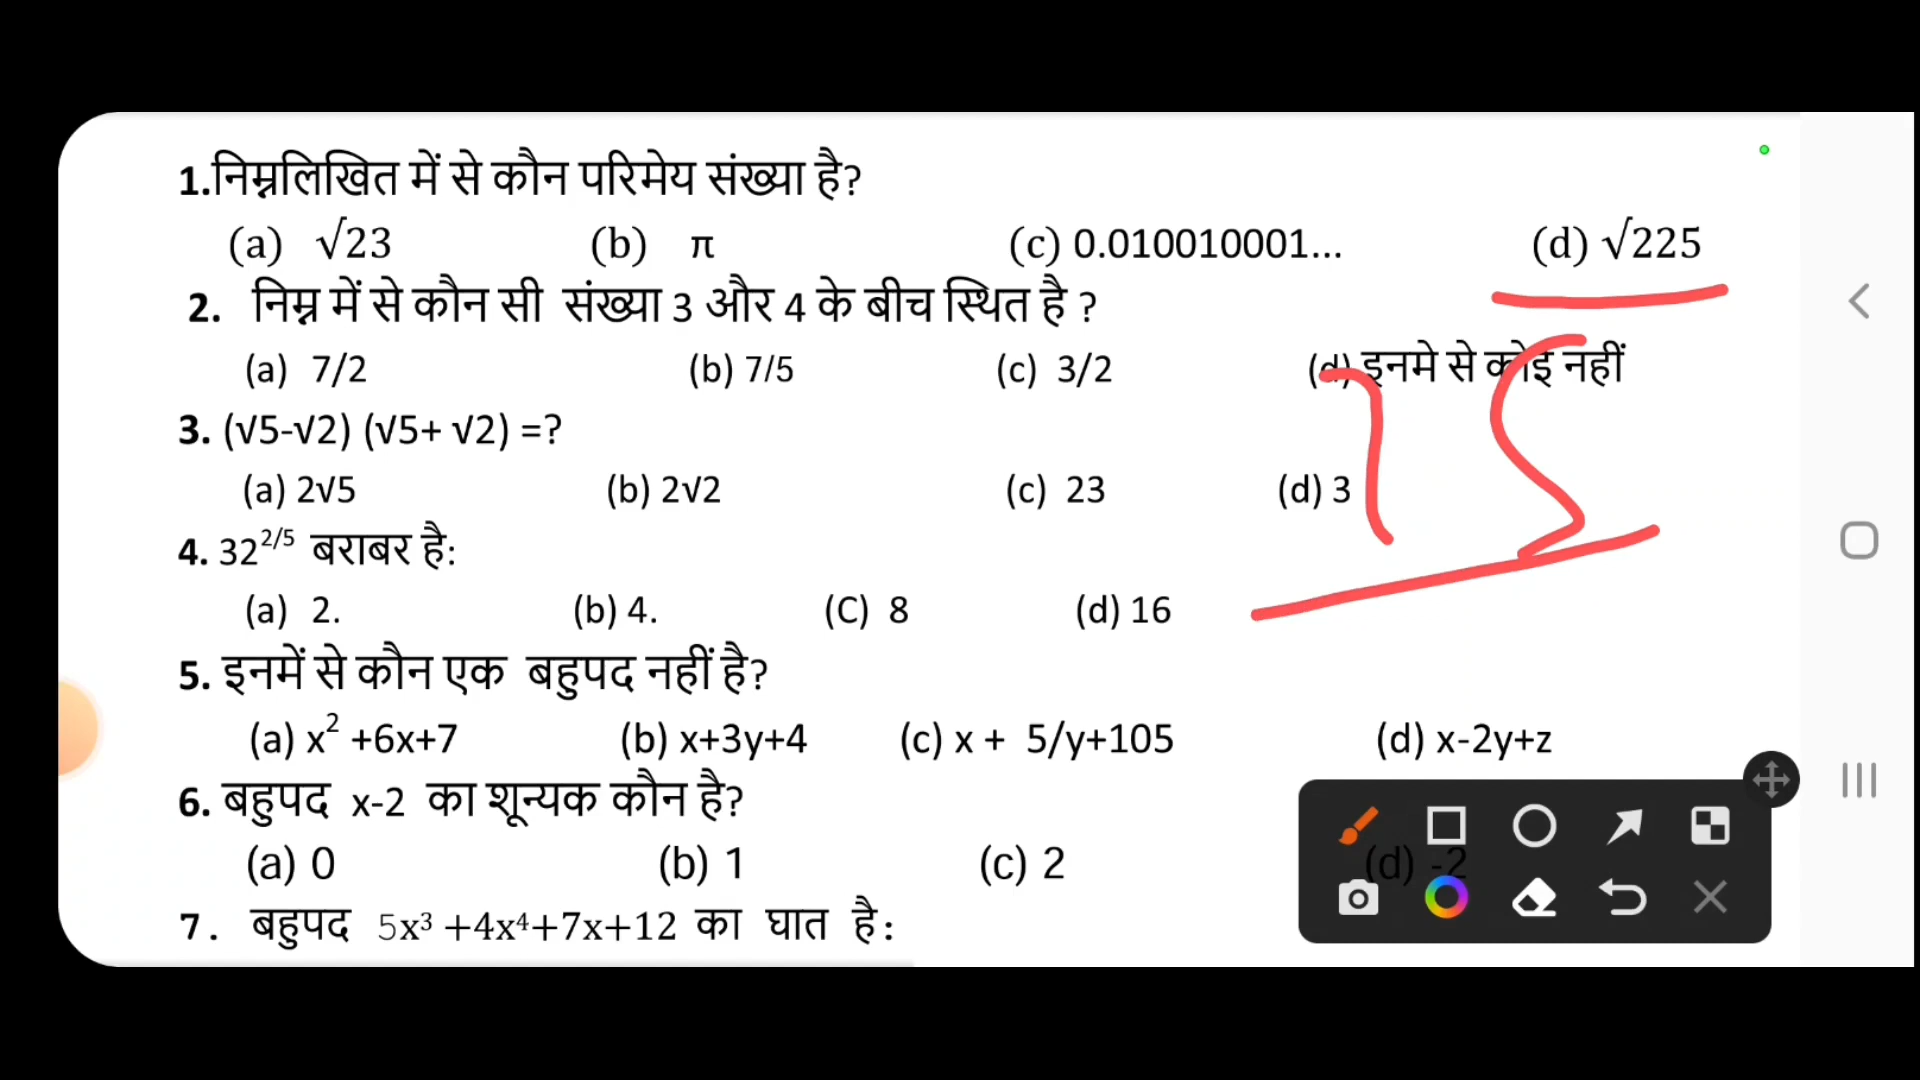 1.निम्नलिखित में से कौन परिमेय संख्या है?
(a) √23 (b) π (c) 0.010010001... (d) √225
2. निम्न में से कौन सी संख्या 3 और 4 के बीच स्थित है ?
(a) 7/2 (b) 7/5 (c) 3/2 (d) इनमे से कोई नहीं
15
3. (√5-√2) (√5+ √2) =?
(a) 2√5 (b) 2√2 (c) 23 (d) 3
4. 32^2/5 बराबर है:
(a) 2. (b) 4. (C) 8 (d) 16
5. इनमें से कौन एक बहुपद नहीं है?
(a) x² +6x+7 (b) x+3y+4 (c) x + 5/y+105 (d) x-2y+z
6. बहुपद x-2 का शून्यक कौन है?
(a) 0 (b) 1 (c) 2 (d) -2
7. बहुपद 5x³ +4x⁴+7x+12 का घात है: